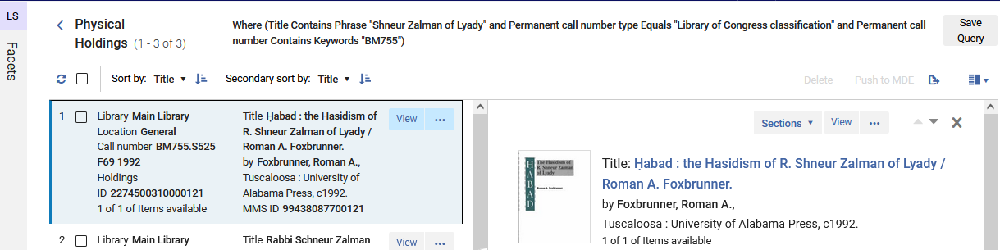 LS
Facets
Physical
Holdings (1 - 3 of 3)
Where (Title Contains Phrase "Shneur Zalman of Lyady" and Permanent call number type Equals "Library of Congress classification" and Permanent call
number Contains Keywords "BM755")
Save
Query
Sort by: Title
Secondary sort by: Title
Delete
Push to MDE
1
Library Main Library
Location General
Call number BM755.S525
F69 1992
Holdings
ID 2274500310000121
1 of 1 of Items available
Title Ḥabad : the Hasidism of
R. Shneur Zalman of Lyady /
Roman A. Foxbrunner.
by Foxbrunner, Roman A.,
Tuscaloosa : University of
Alabama Press, c1992.
MMS ID 99438087700121
View
2
Library Main Library
Title Rabbi Schneur Zalman
View
Sections
View
HABAD
The Hasidism of
R. Shneur Zalman
of Lyady
Roman A. Foxbrunner
Title: Ḥabad : the Hasidism of R. Shneur Zalman of Lyady /
Roman A. Foxbrunner.
by Foxbrunner, Roman A.,
Tuscaloosa : University of Alabama Press, c1992.
1 of 1 of Items available